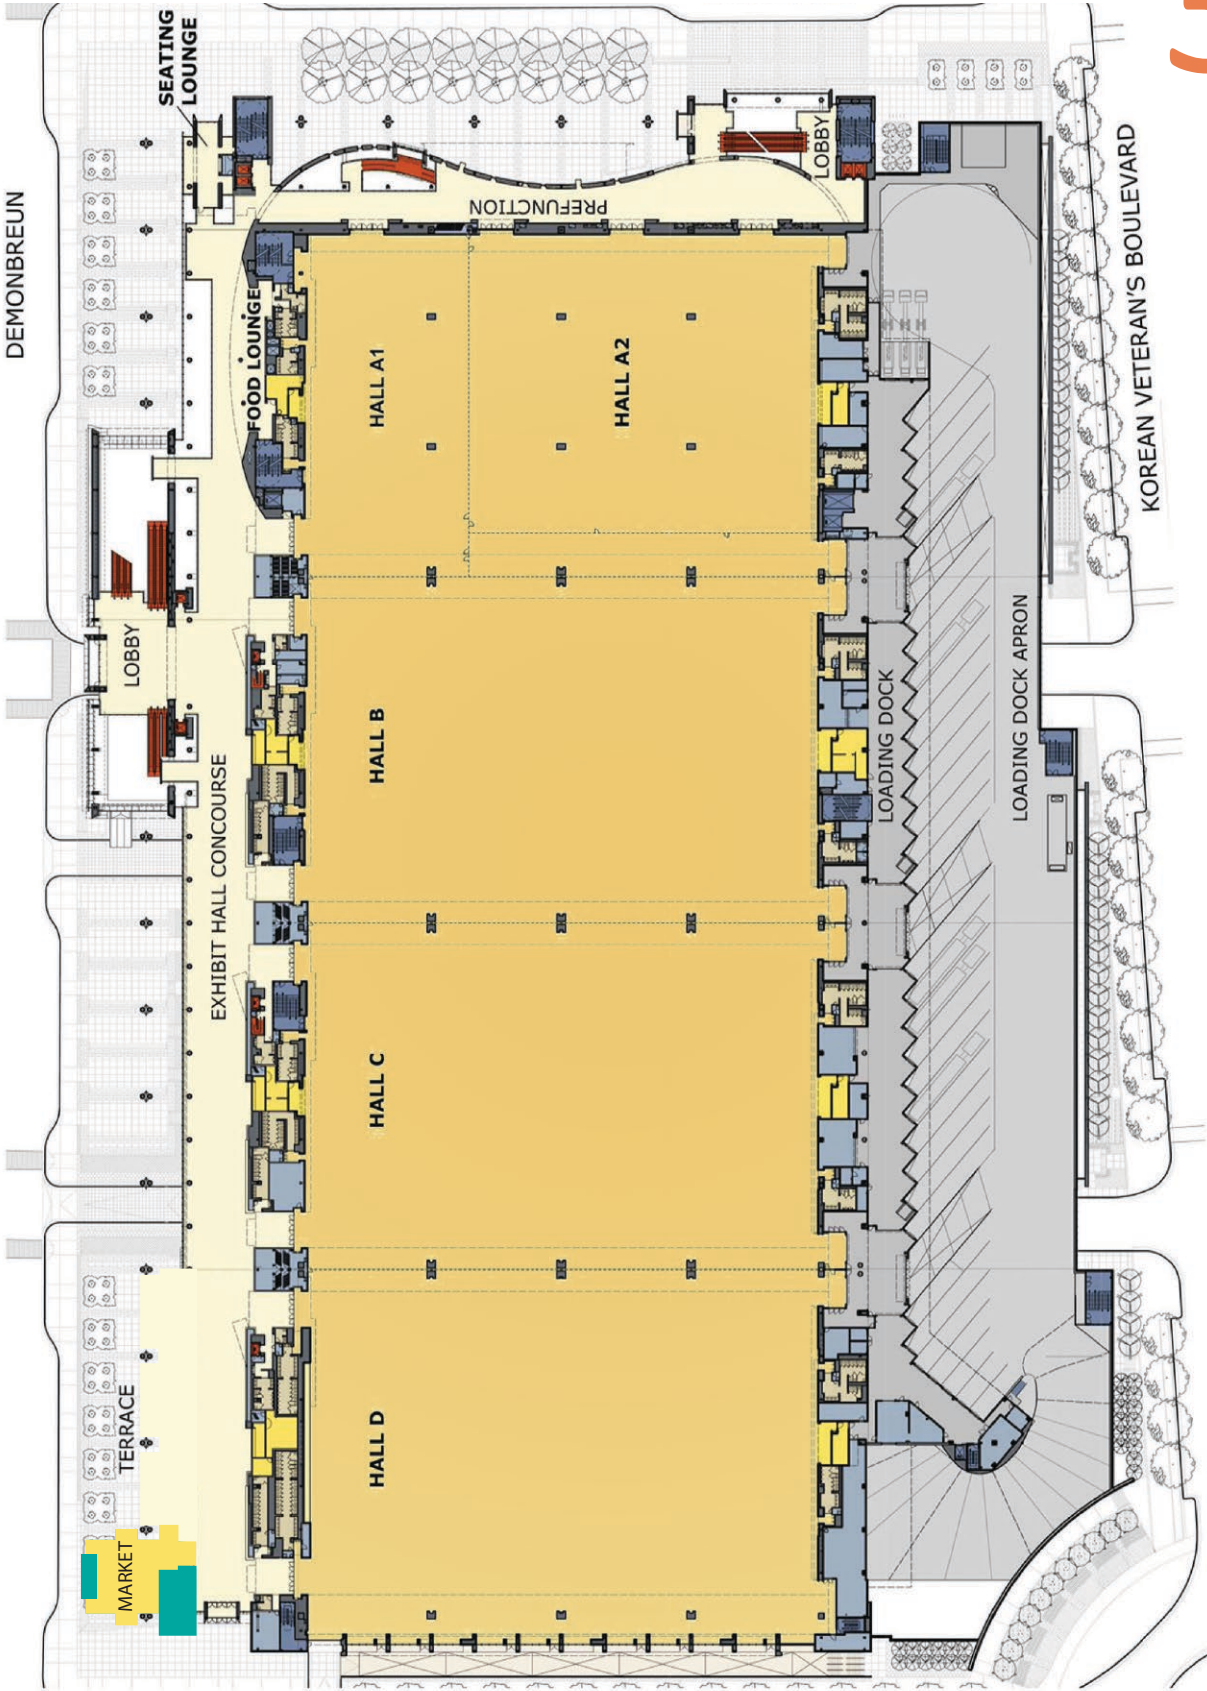 SEATING
LOUNGE
DEMONBREUN
LOBBY
KOREAN VETERAN'S BOULEVARD
PREFUNCTION
FOOD LOUNGE
HALL A1
HALL A2
LOBBY
HALL B
LOADING DOCK
LOADING DOCK APRON
EXHIBIT HALL CONCOURSE
HALL C
TERRACE
HALL D
MARKET